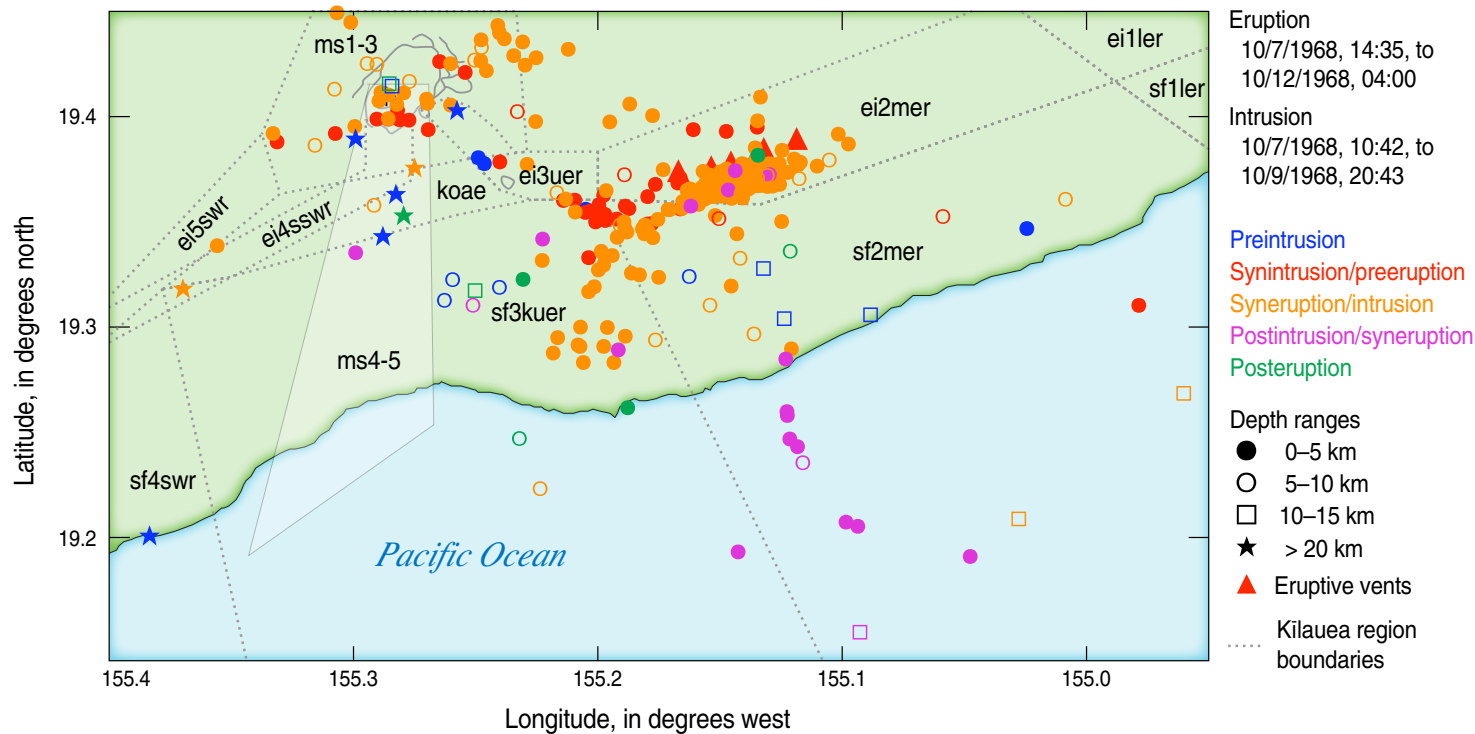 ms1-3
ei1ler
sf1ler
ei2mer
19.4
koae
ei3uer
ei5swr
ei4sswr
sf2mer
19.3
sf3kuer
ms4-5
sf4swr
19.2
Pacific Ocean
155.4
155.3
155.2
155.1
155.0
Latitude, in degrees north
Longitude, in degrees west
Eruption
10/7/1968, 14:35, to
10/12/1968, 04:00
Intrusion
10/7/1968, 10:42, to
10/9/1968, 20:43
Preintrusion
Synintrusion/preeruption
Syneruption/intrusion
Postintrusion/syneruption
Posteruption
Depth ranges
0–5 km
5–10 km
10–15 km
> 20 km
Eruptive vents
Kīlauea region
boundaries